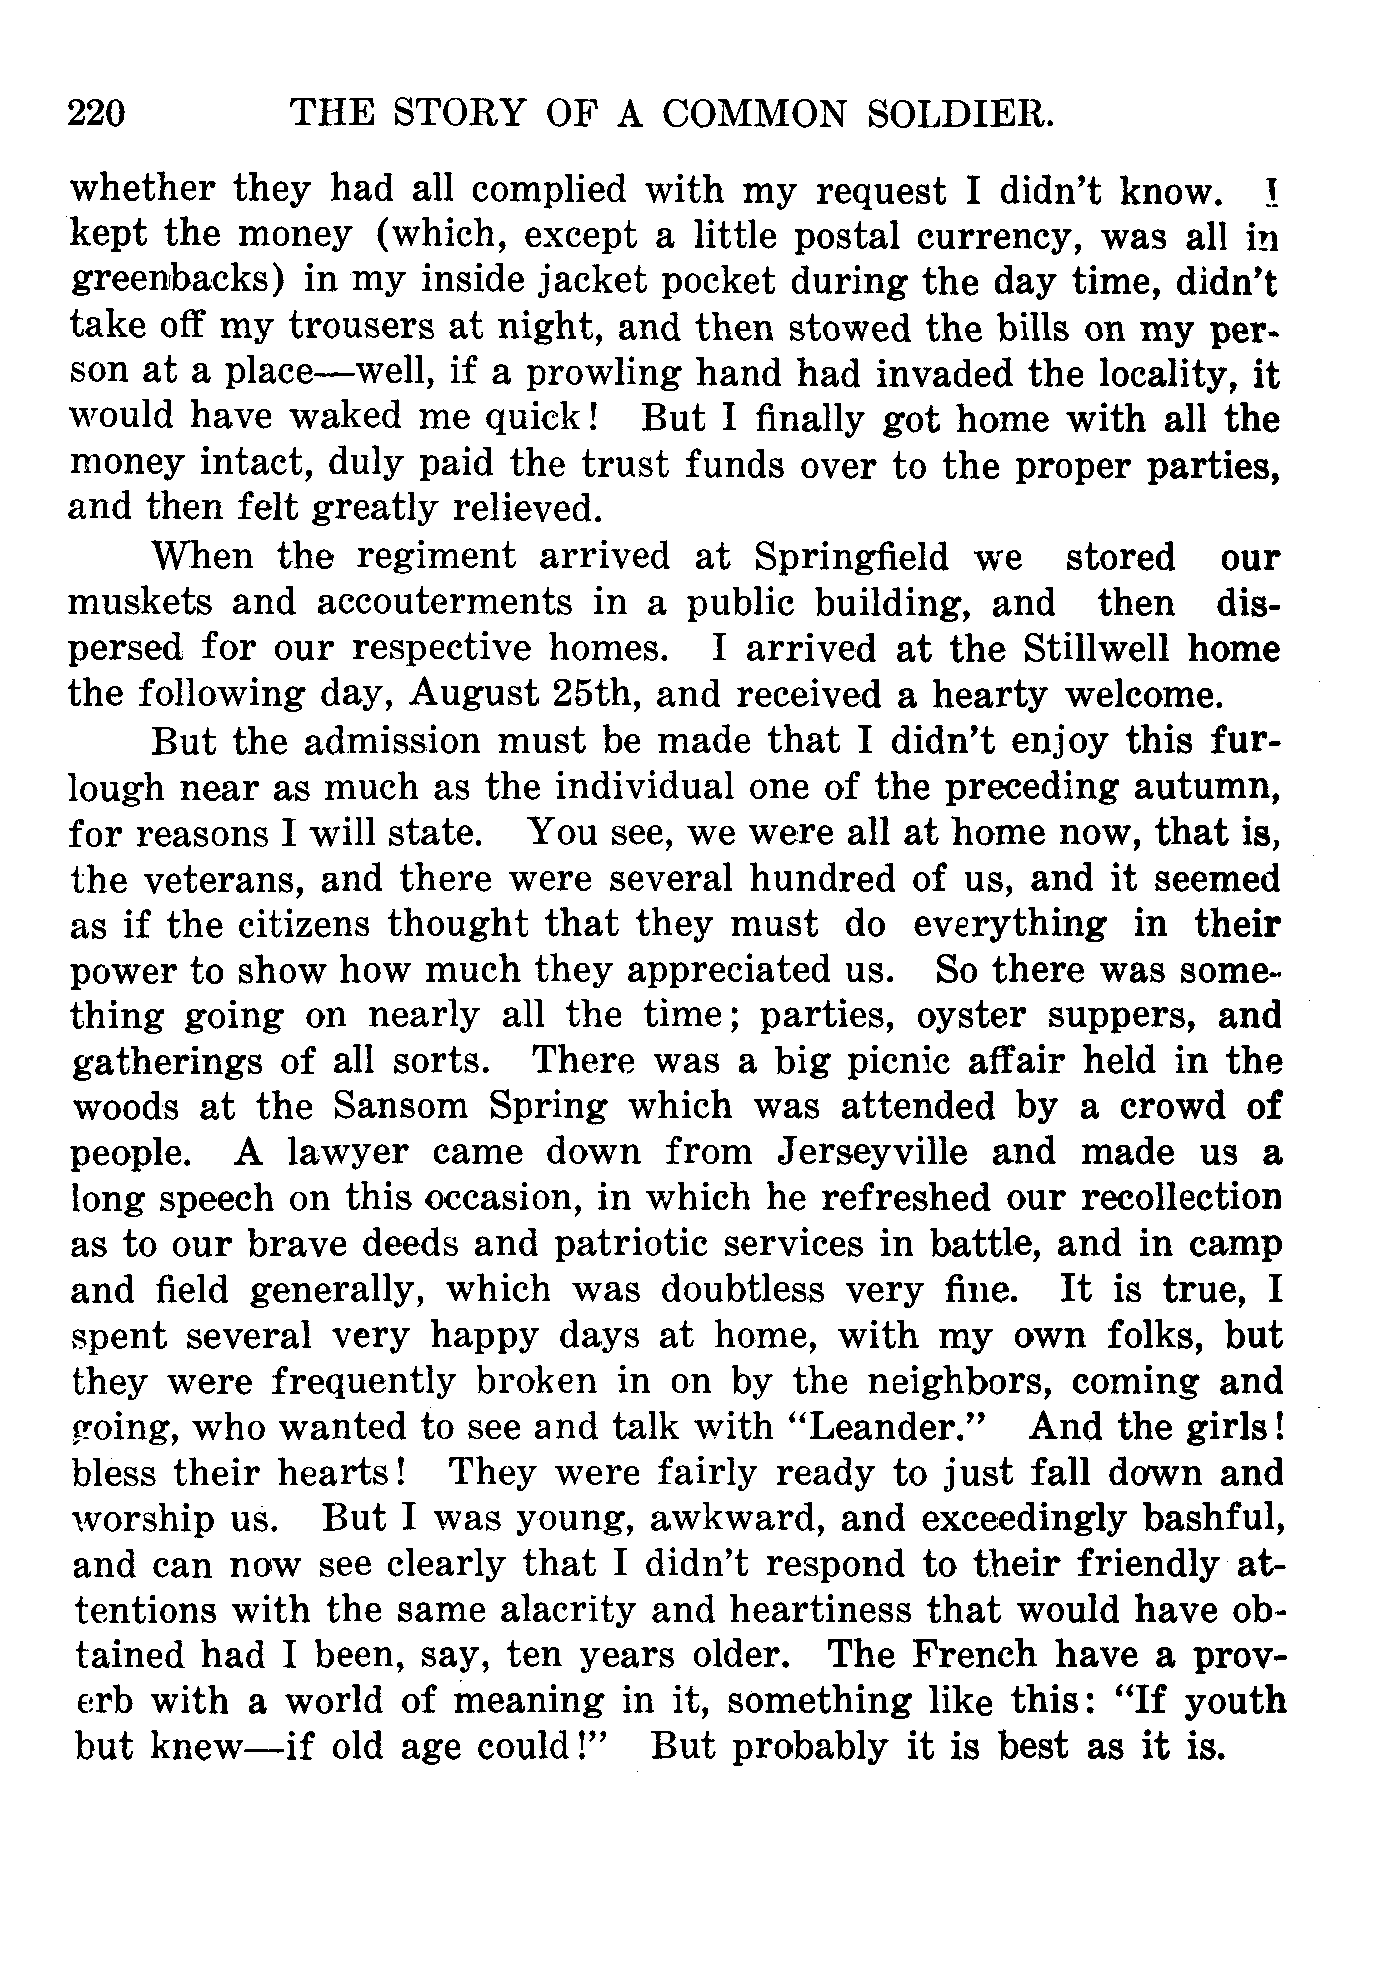 220 THE STORY OF A COMMON SOLDIER.
whether they had all complied with my request I didn't know. I
kept the money (which, except a little postal currency, was all in
greenbacks) in my inside jacket pocket during the day time, didn't
take off my trousers at night, and then stowed the bills on my per-
son at a place—well, if a prowling hand had invaded the locality, it
would have waked me quick! But I finally got home with all the
money intact, duly paid the trust funds over to the proper parties,
and then felt greatly relieved.
When the regiment arrived at Springfield we stored our
muskets and accouterments in a public building, and then dis-
persed for our respective homes. I arrived at the Stillwell home
the following day, August 25th, and received a hearty welcome.
But the admission must be made that I didn't enjoy this fur-
lough near as much as the individual one of the preceding autumn,
for reasons I will state. You see, we were all at home now, that is,
the veterans, and there were several hundred of us, and it seemed
as if the citizens thought that they must do everything in their
power to show how much they appreciated us. So there was some-
thing going on nearly all the time; parties, oyster suppers, and
gatherings of all sorts. There was a big picnic affair held in the
woods at the Sansom Spring which was attended by a crowd of
people. A lawyer came down from Jerseyville and made us a
long speech on this occasion, in which he refreshed our recollection
as to our brave deeds and patriotic services in battle, and in camp
and field generally, which was doubtless very fine. It is true, I
spent several very happy days at home, with my own folks, but
they were frequently broken in on by the neighbors, coming and
going, who wanted to see and talk with "Leander." And the girls!
bless their hearts! They were fairly ready to just fall down and
worship us. But I was young, awkward, and exceedingly bashful,
and can now see clearly that I didn't respond to their friendly at-
tentions with the same alacrity and heartiness that would have ob-
tained had I been, say, ten years older. The French have a prov-
erb with a world of meaning in it, something like this: "If youth
but knew—if old age could!" But probably it is best as it is.